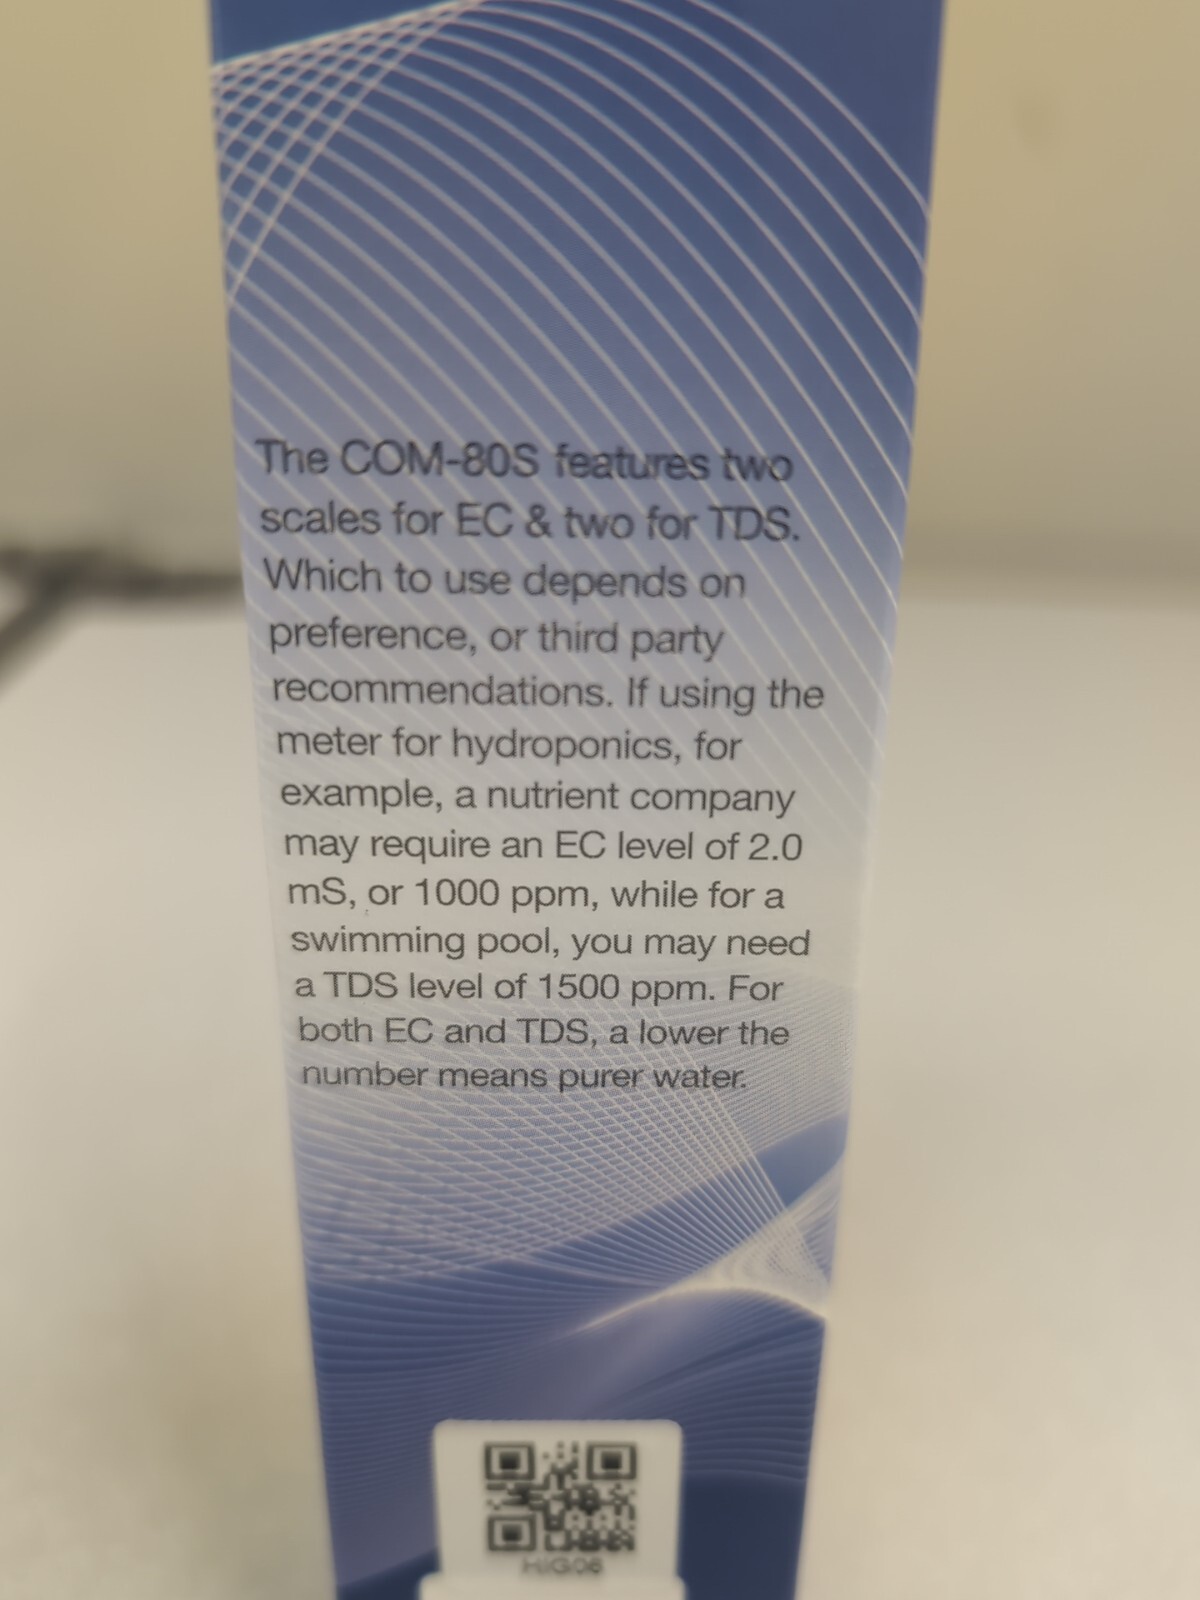 The COM-80S features two
scales for EC & two for TDS.
Which to use depends on
preference, or third party
recommendations. If using the
meter for hydroponics, for
example, a nutrient company
may require an EC level of 2.0
mS, or 1000 ppm, while for a
swimming pool, you may need
a TDS level of 1500 ppm. For
both EC and TDS, a lower the
number means purer water.